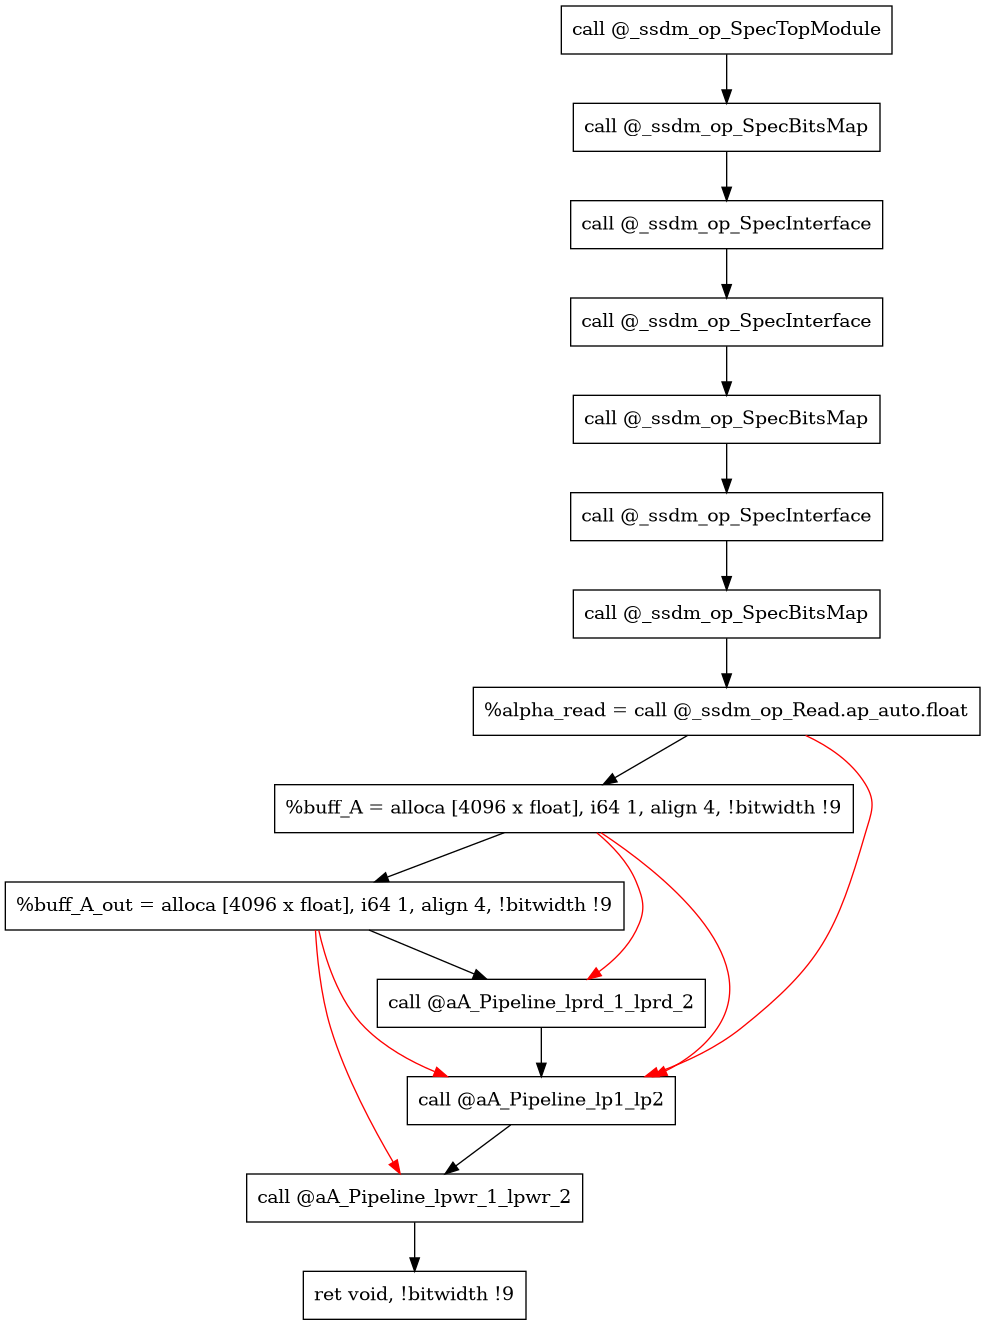 call @_ssdm_op_SpecTopModule
call @_ssdm_op_SpecBitsMap
call @_ssdm_op_SpecInterface
call @_ssdm_op_SpecInterface
call @_ssdm_op_SpecBitsMap
call @_ssdm_op_SpecInterface
call @_ssdm_op_SpecBitsMap
%alpha_read = call @_ssdm_op_Read.ap_auto.float
%buff_A = alloca [4096 x float], i64 1, align 4, !bitwidth !9
%buff_A_out = alloca [4096 x float], i64 1, align 4, !bitwidth !9
call @aA_Pipeline_lprd_1_lprd_2
call @aA_Pipeline_lp1_lp2
call @aA_Pipeline_lpwr_1_lpwr_2
ret void, !bitwidth !9